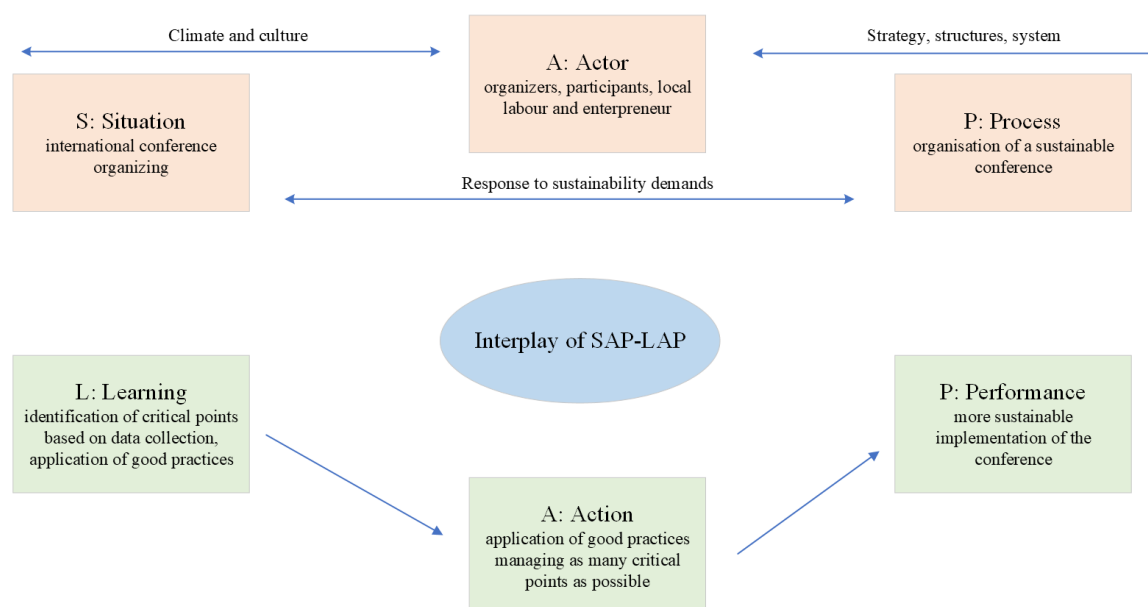 Climate and culture
Strategy, structures, system
A: Actor
organizers, participants, local
labour and enterpreneur
S: Situation
international conference
organizing
P: Process
organisation of a sustainable
conference
Response to sustainability demands
Interplay of SAP-LAP
L: Learning
identification of critical points
based on data collection,
application of good practices
P: Performance
more sustainable
implementation of the
conference
A: Action
application of good practices
managing as many critical
points as possible